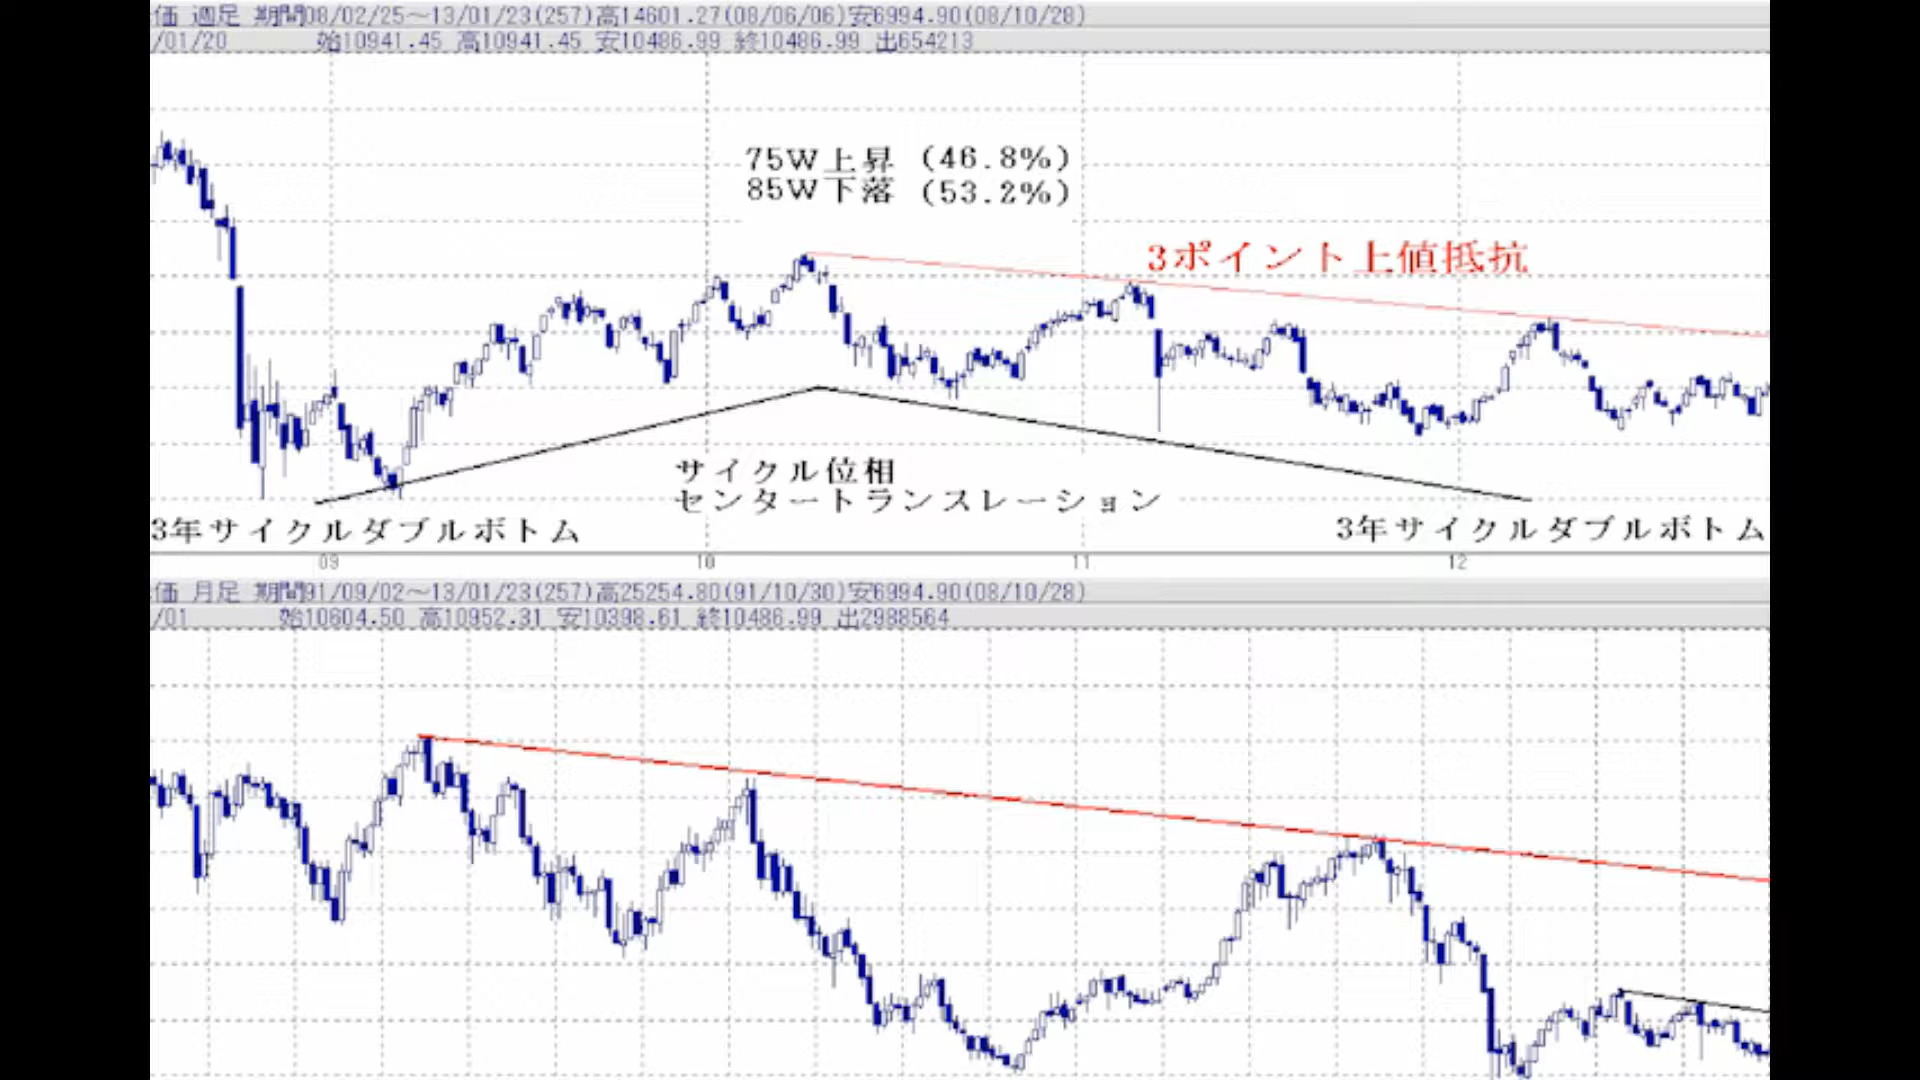 価 週足 期間08/02/25～13/01/23(257)高14601.27(08/06/06)安6994.90(08/10/28)
/01/20 始10941.45 高10941.45 安10486.99 終10486.99 出654213
75W上昇 (46.8%)
85W下落 (53.2%)
3ポイント上値抵抗
サイクル位相
センタートランスレーション
3年サイクルダブルボトム
3年サイクルダブルボトム
09 10 11 12
価 月足 期間91/09/02～13/01/23(257)高25254.80(91/10/30)安6994.90(08/10/28)
/01 始10604.50 高10952.31 安10398.61 終10486.99 出2988564